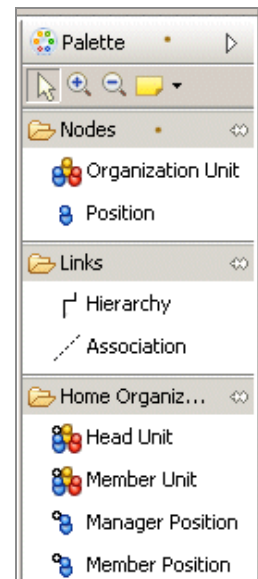 Palette
Nodes
Organization Unit
Position
Links
Hierarchy
Association
Home Organiz...
Head Unit
Member Unit
Manager Position
Member Position